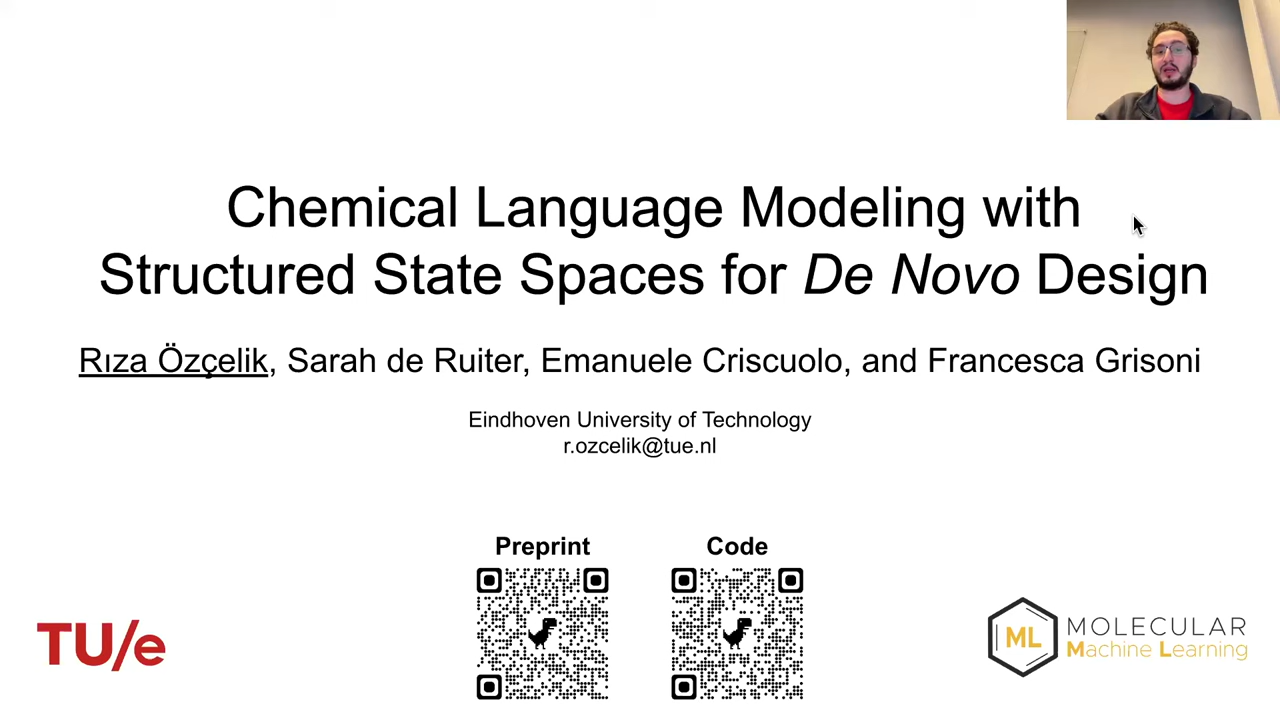 Chemical Language Modeling with
Structured State Spaces for De Novo Design
Rıza Özçelik, Sarah de Ruiter, Emanuele Criscuolo, and Francesca Grisoni
Eindhoven University of Technology
r.ozcelik@tue.nl
Preprint
Code
TU/e
ML
MOLECULAR
Machine Learning